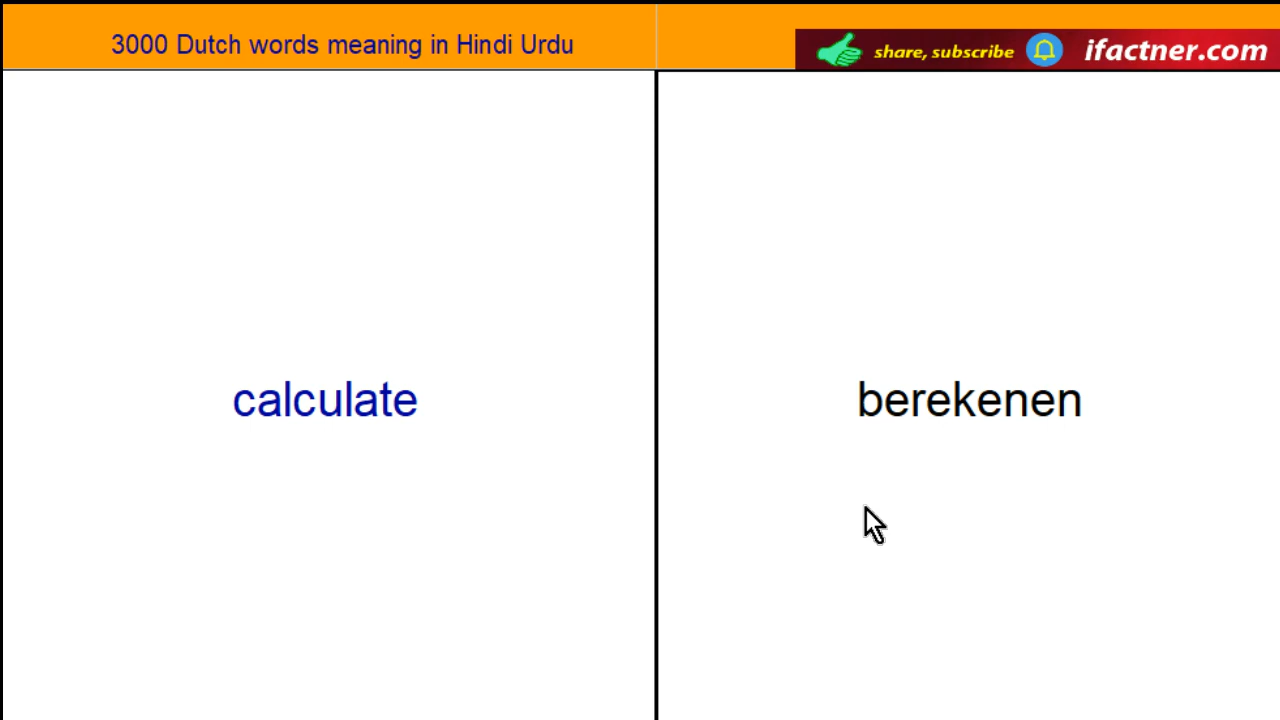 3000 Dutch words meaning in Hindi Urdu
share, subscribe
ifactner.com
calculate
berekenen